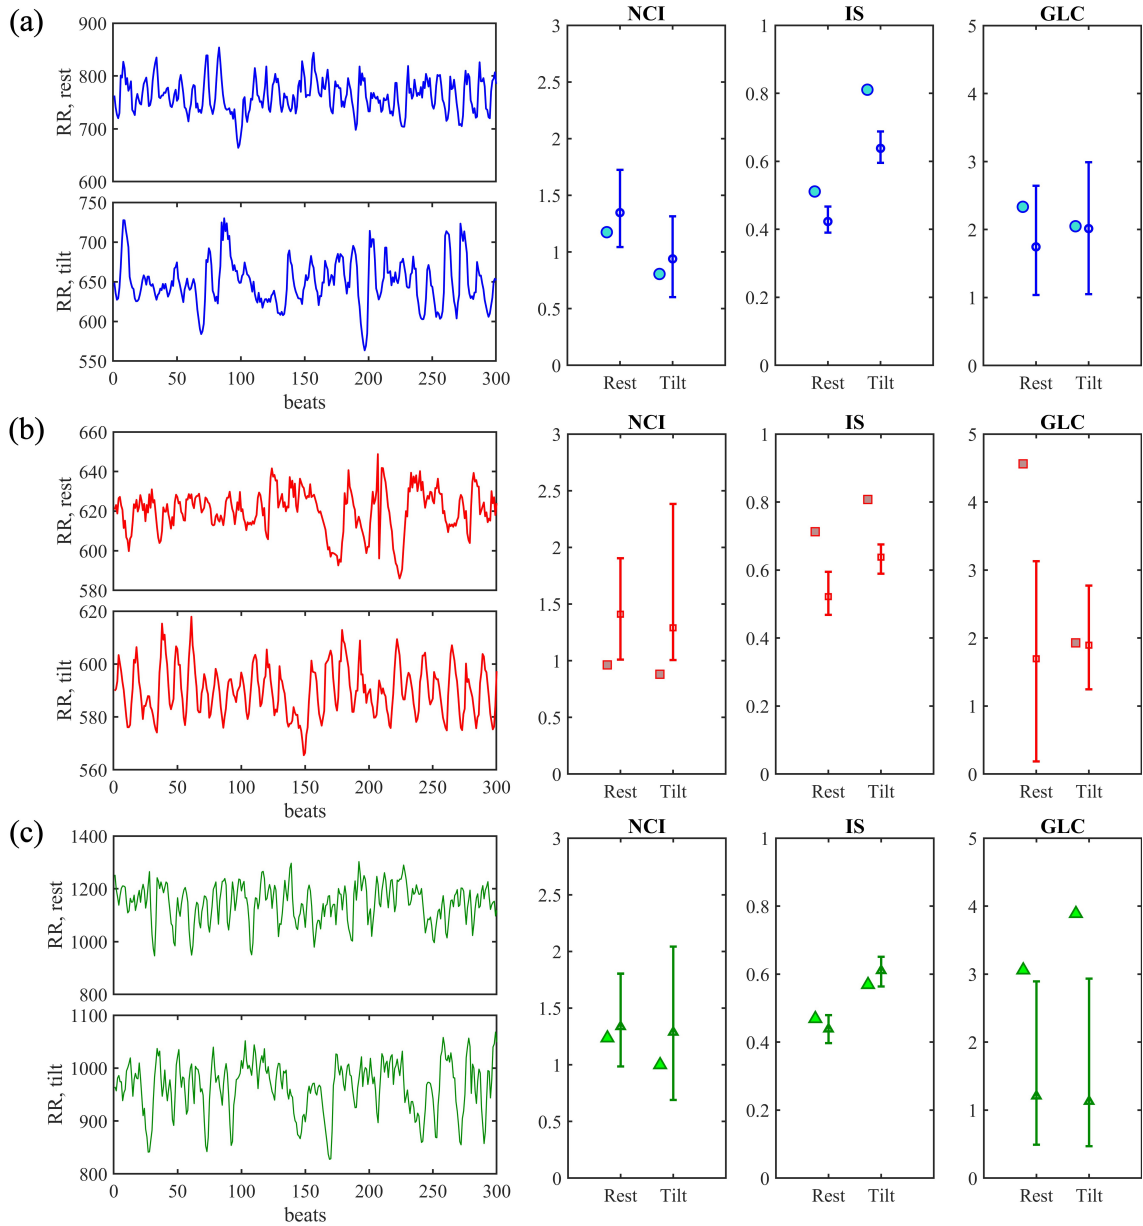 (a)
NCI
IS
GLC
900
800
700
600
RR, rest
750
700
650
600
550
RR, tilt
0 50 100 150 200 250 300
beats
3
2.5
2
1.5
1
0.5
0
Rest Tilt
1
0.8
0.6
0.4
0.2
0
Rest Tilt
5
4
3
2
1
0
Rest Tilt
(b)
NCI
IS
GLC
660
640
620
600
580
RR, rest
620
600
580
560
RR, tilt
0 50 100 150 200 250 300
beats
3
2.5
2
1.5
1
0.5
0
Rest Tilt
1
0.8
0.6
0.4
0.2
0
Rest Tilt
5
4
3
2
1
0
Rest Tilt
(c)
NCI
IS
GLC
1400
1200
1000
800
RR, rest
1100
1000
900
800
RR, tilt
0 50 100 150 200 250 300
beats
3
2.5
2
1.5
1
0.5
0
Rest Tilt
1
0.8
0.6
0.4
0.2
0
Rest Tilt
5
4
3
2
1
0
Rest Tilt